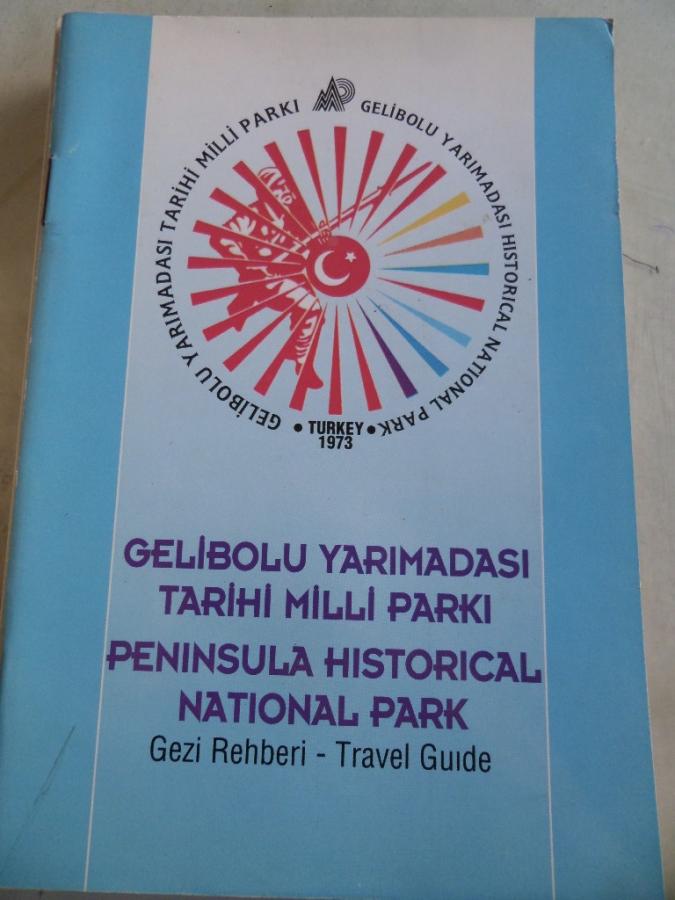 GELİBOLU YARIMADASI TARİHİ MİLLİ PARKI
GELİBOLU YARIMADASI HISTORICAL NATIONAL PARK
• TURKEY •
1973
GELİBOLU YARIMADASI
TARİHİ MİLLİ PARKI
PENINSULA HISTORICAL
NATIONAL PARK
Gezi Rehberi - Travel Guıde